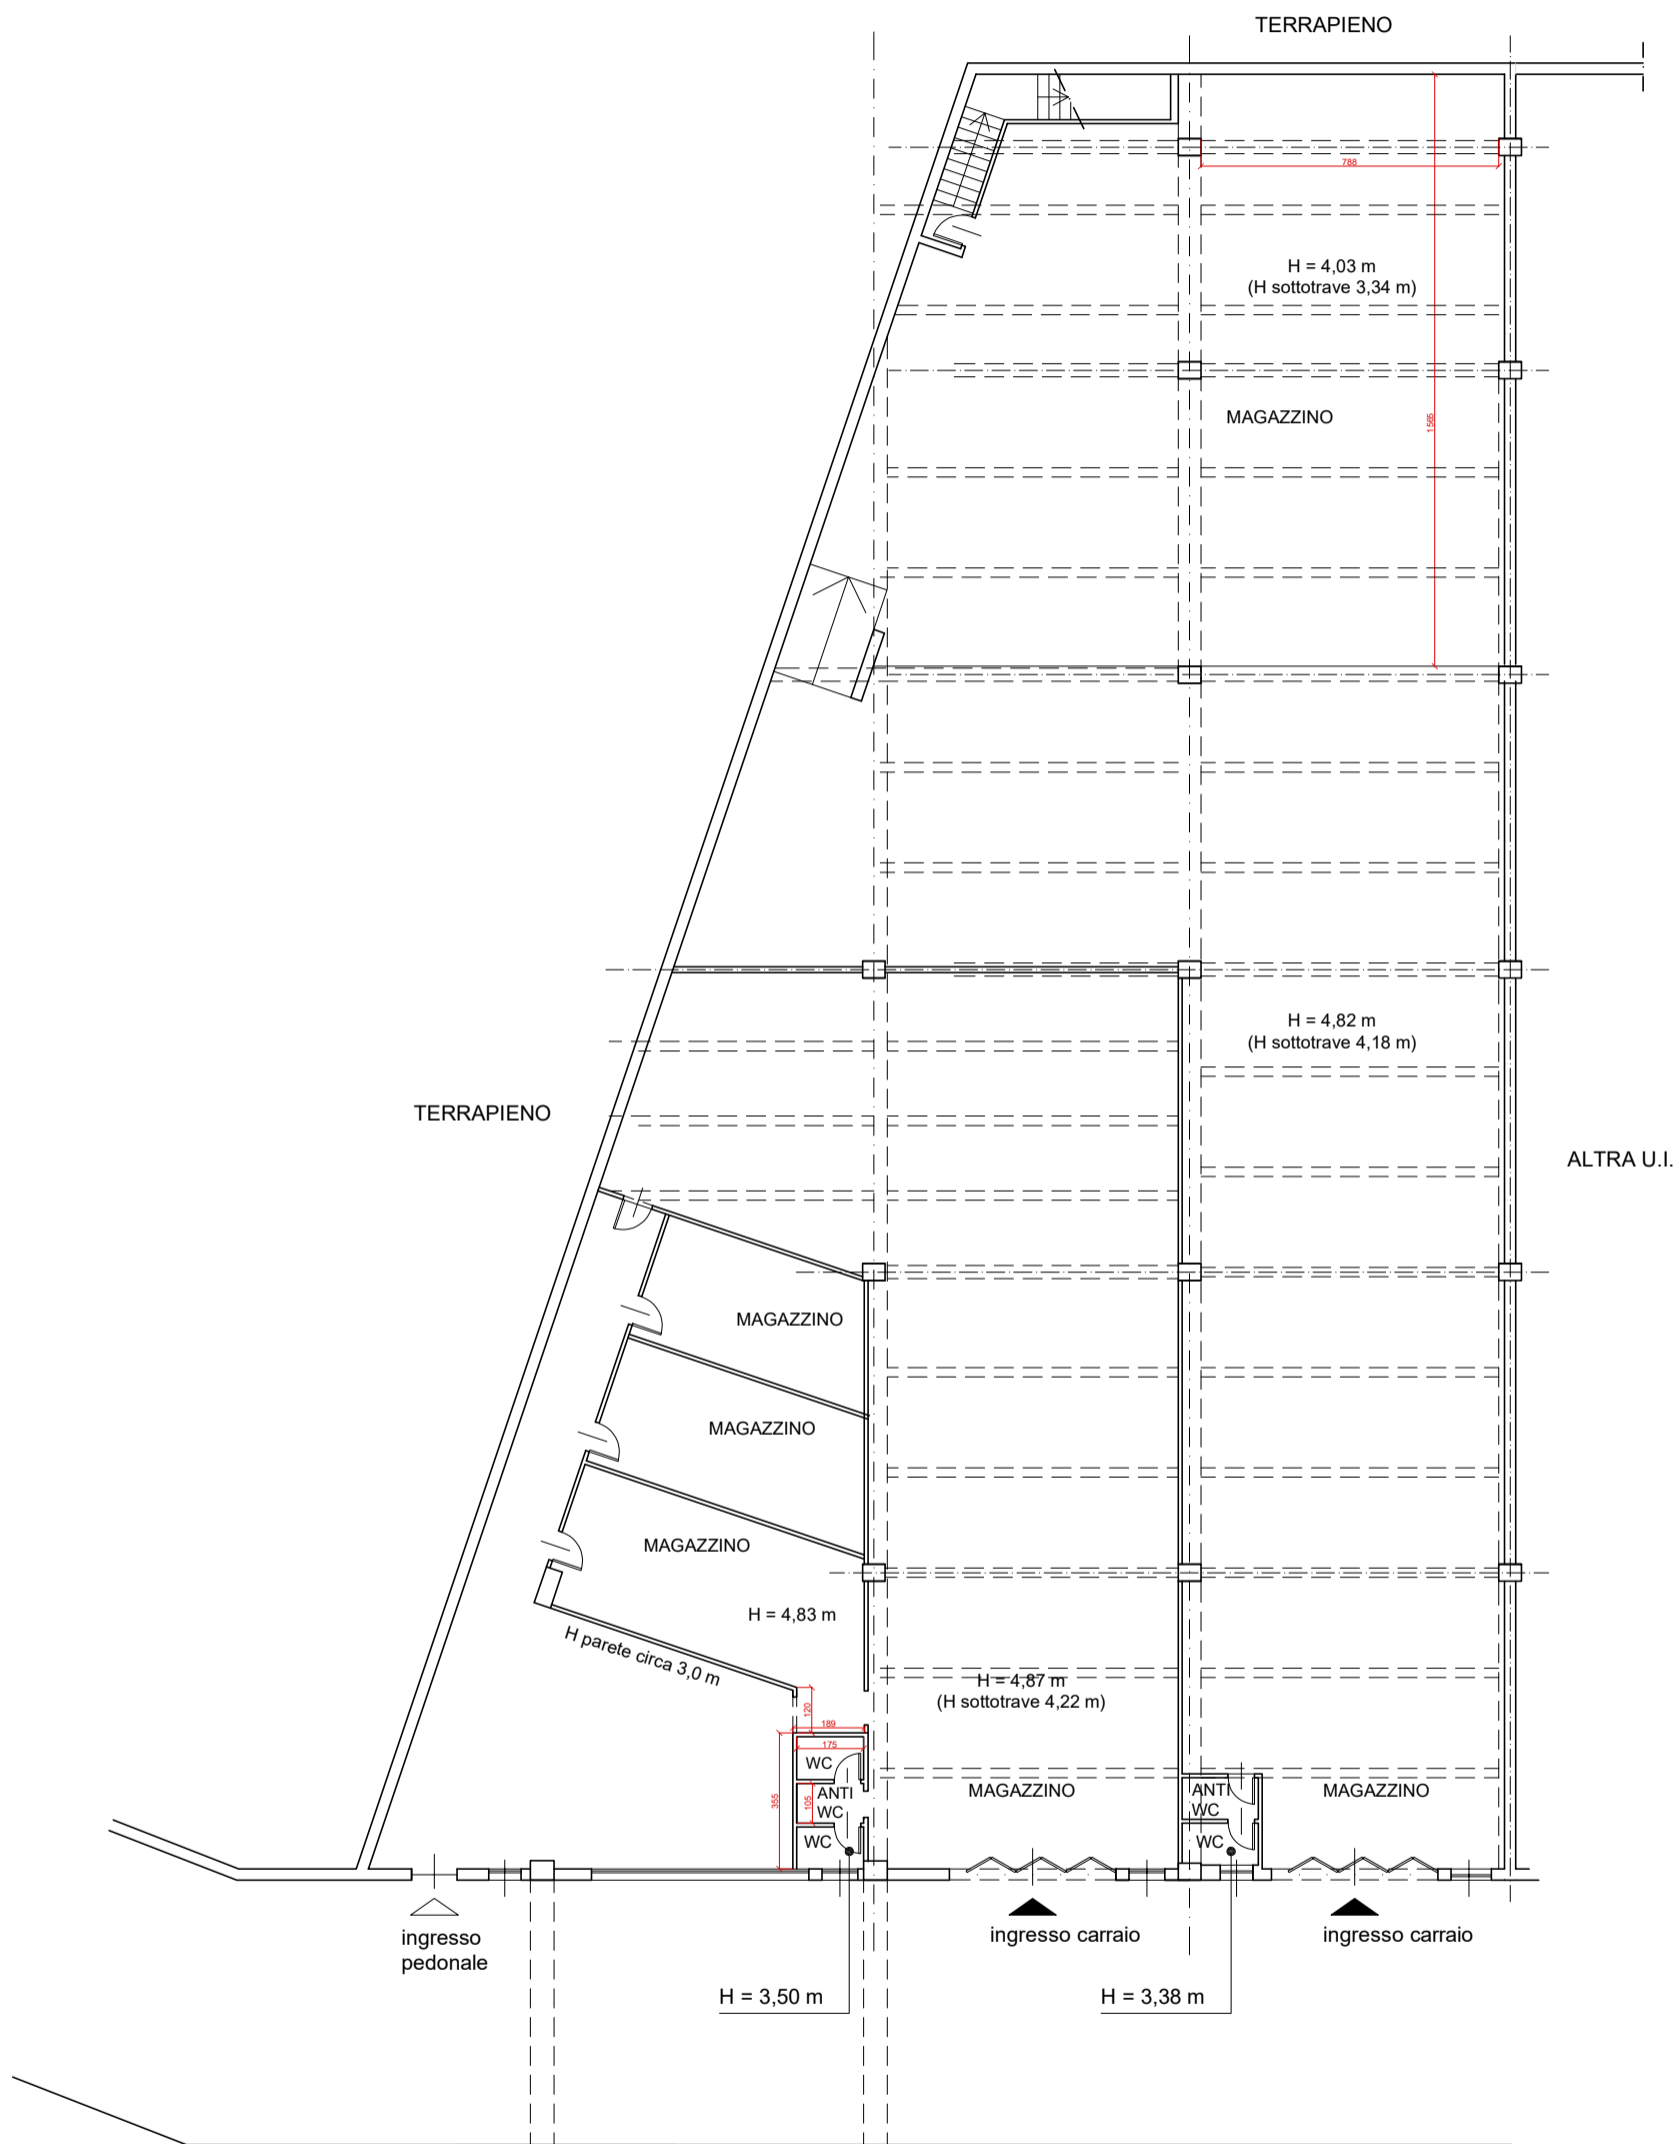 TERRAPIENO
788
H = 4,03 m
(H sottotrave 3,34 m)
MAGAZZINO
1565
H = 4,82 m
(H sottotrave 4,18 m)
TERRAPIENO
ALTRA U.I.
MAGAZZINO
MAGAZZINO
MAGAZZINO
H = 4,83 m
H parete circa 3,0 m
H = 4,87 m
(H sottotrave 4,22 m)
120
189
175
WC
355
105
ANTI
WC
WC
MAGAZZINO
ANTI
WC
WC
MAGAZZINO
ingresso
pedonale
ingresso carraio
ingresso carraio
H = 3,50 m
H = 3,38 m